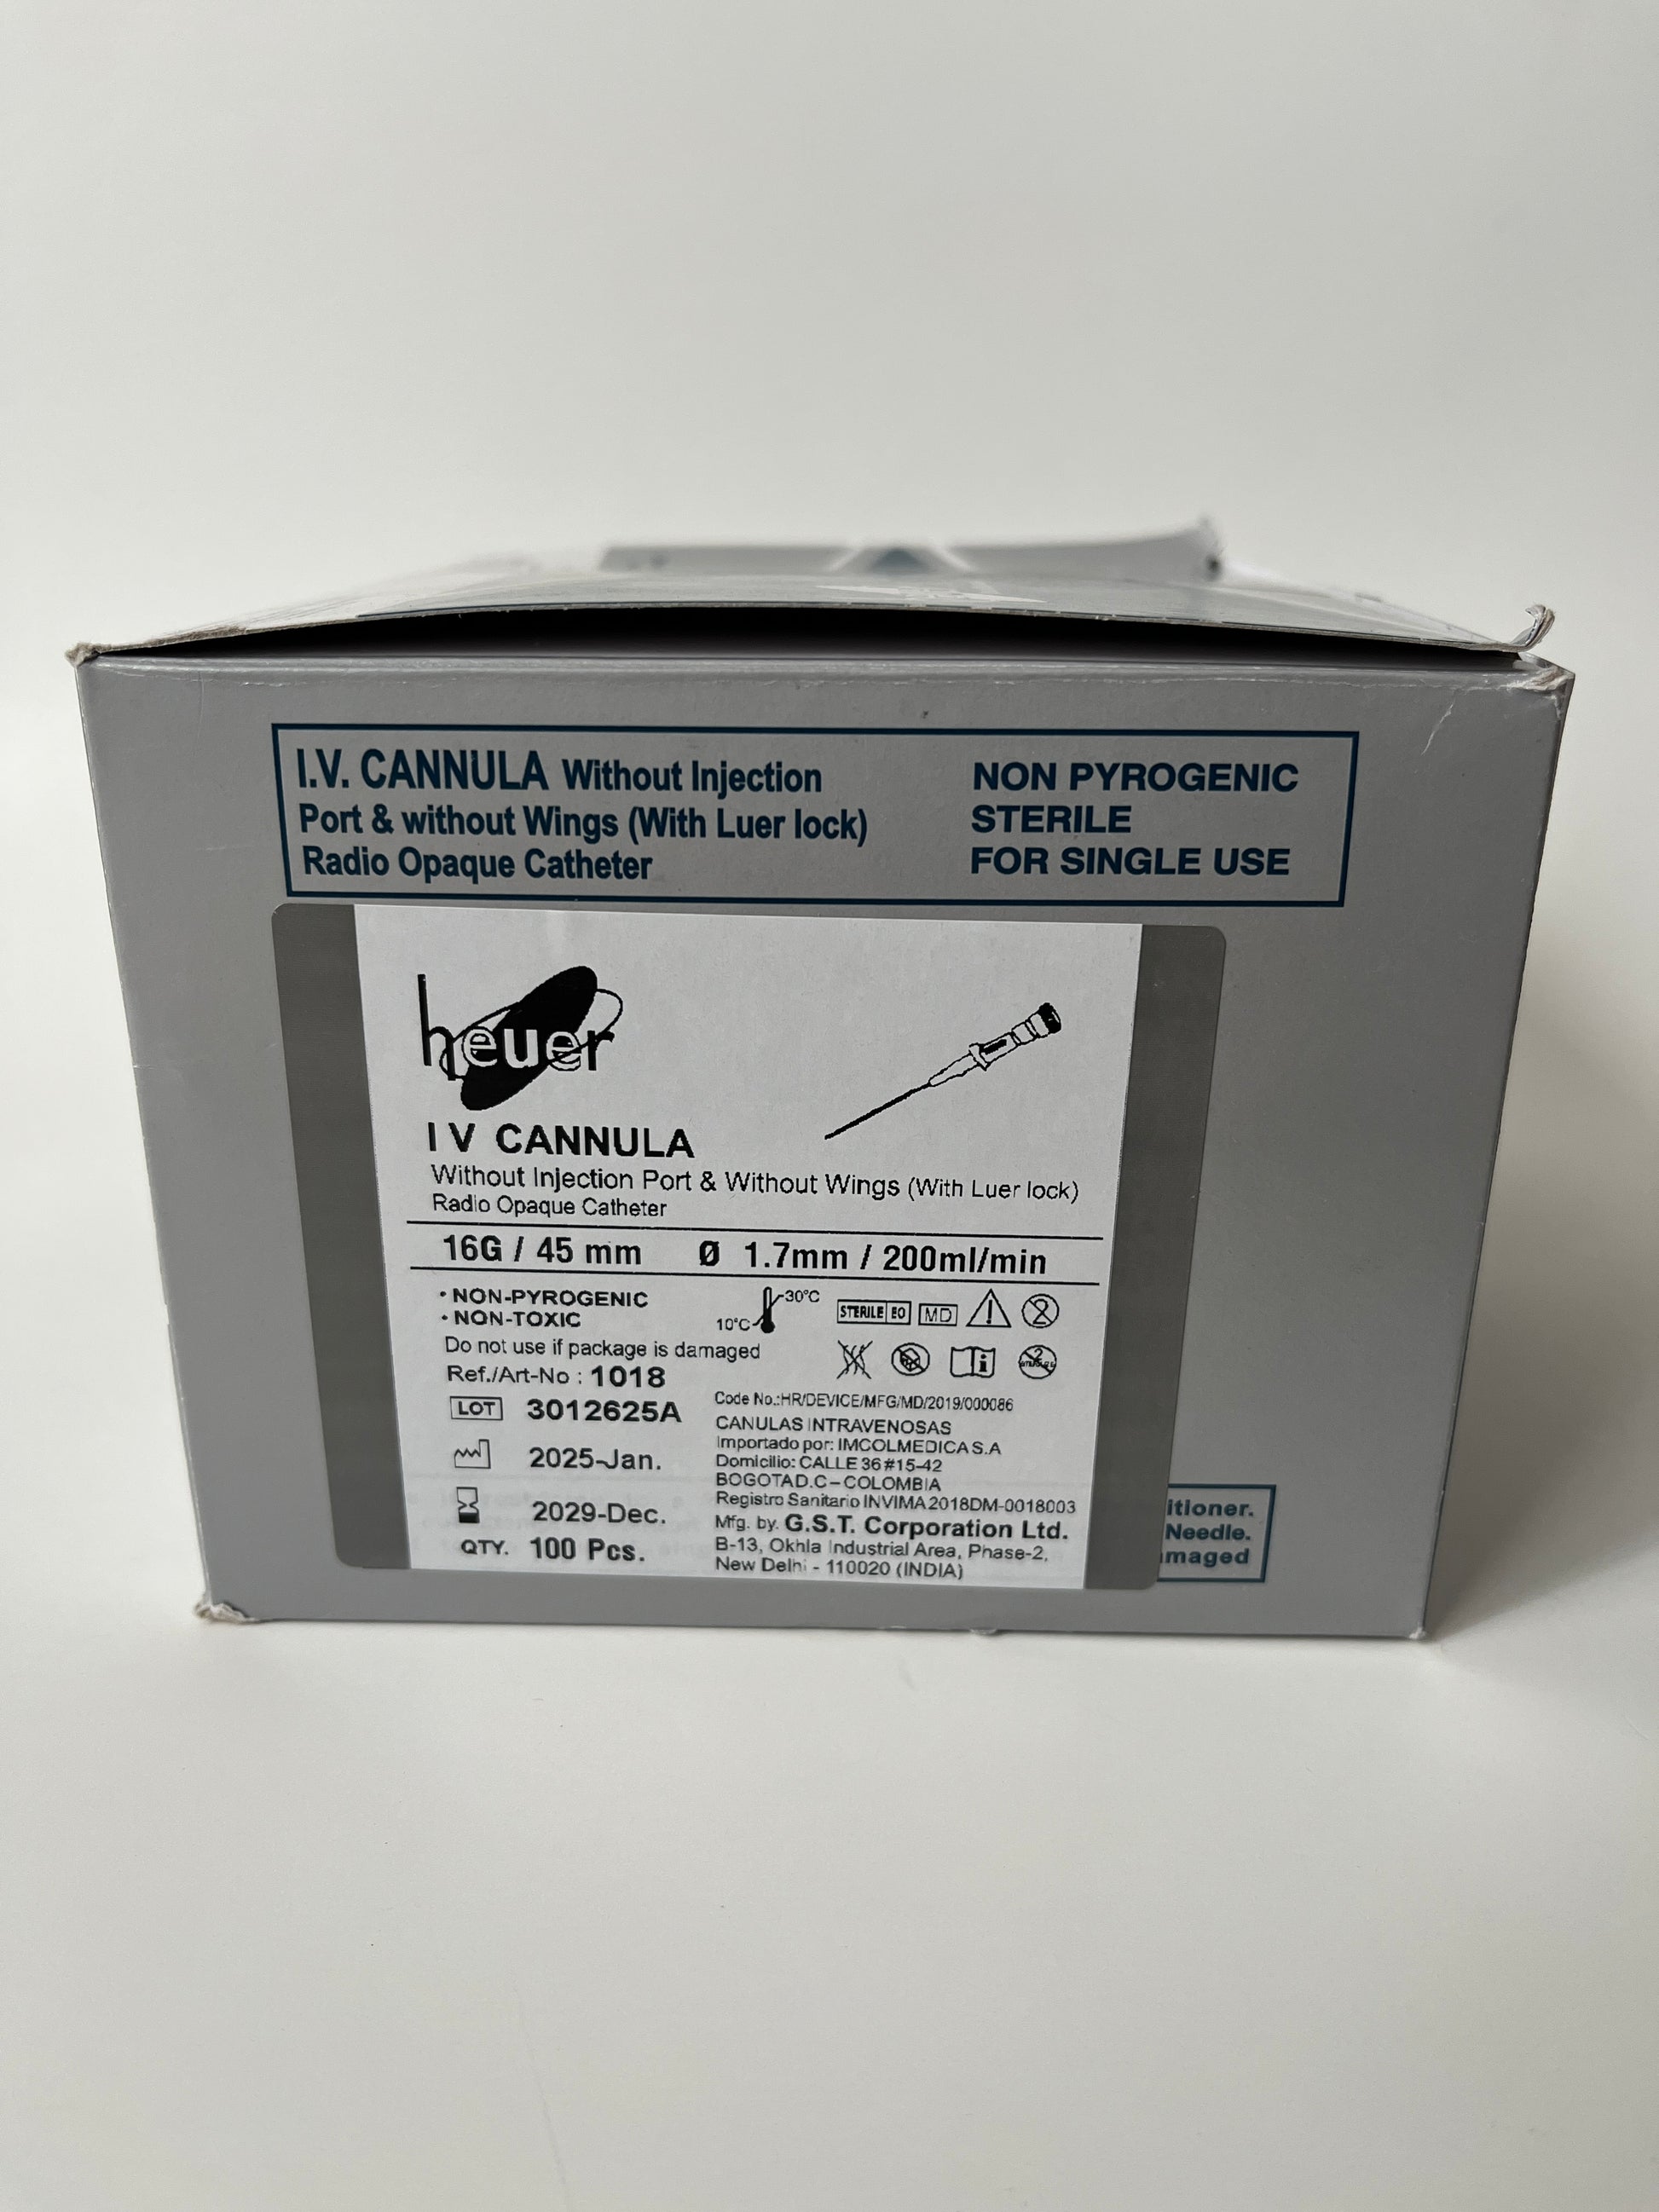 I.V. CANNULA Without Injection
Port & without Wings (With Luer lock)
Radio Opaque Catheter
NON PYROGENIC
STERILE
FOR SINGLE USE
heuer
I V CANNULA
Without Injection Port & Without Wings (With Luer lock)
Radio Opaque Catheter
16G / 45 mm Ø 1.7mm / 200ml/min
• NON-PYROGENIC
• NON-TOXIC
Do not use if package is damaged
Ref./Art-No : 1018
LOT 3012625A
2025-Jan.
2029-Dec.
QTY. 100 Pcs.
10°C 30°C
STERILE EO MD
2
Code No.:HR/DEVICE/MFG/MD/2019/000086
CANULAS INTRAVENOSAS
Importado por: IMCOLMEDICA S.A
Domicilio: CALLE 36 #15-42
BOGOTA D.C – COLOMBIA
Registro Sanitario INVIMA 2018DM-0018003
Mfg. by. G.S.T. Corporation Ltd.
B-13, Okhla Industrial Area, Phase-2,
New Delhi - 110020 (INDIA)
itioner.
Needle.
maged